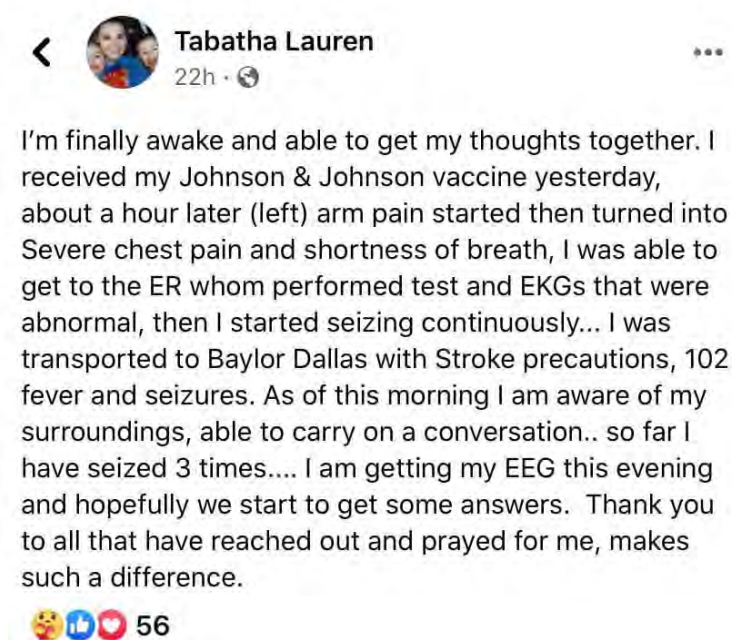 Tabatha Lauren
22h ·
I'm finally awake and able to get my thoughts together. I
received my Johnson & Johnson vaccine yesterday,
about a hour later (left) arm pain started then turned into
Severe chest pain and shortness of breath, I was able to
get to the ER whom performed test and EKGs that were
abnormal, then I started seizing continuously... I was
transported to Baylor Dallas with Stroke precautions, 102
fever and seizures. As of this morning I am aware of my
surroundings, able to carry on a conversation.. so far I
have seized 3 times.... I am getting my EEG this evening
and hopefully we start to get some answers.  Thank you
to all that have reached out and prayed for me, makes
such a difference.
56